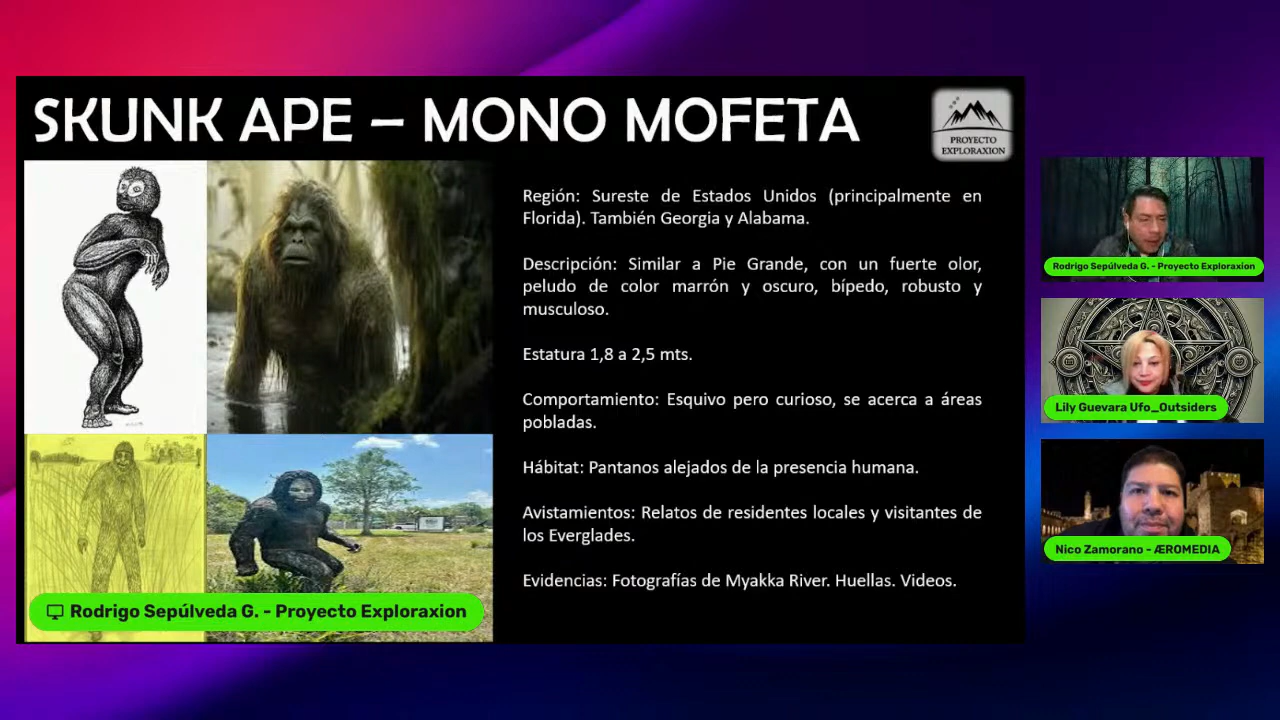 SKUNK APE – MONO MOFETA
PROYECTO
EXPLORAXION
Región: Sureste de Estados Unidos (principalmente en
Florida). También Georgia y Alabama.
Descripción: Similar a Pie Grande, con un fuerte olor,
peludo de color marrón y oscuro, bípedo, robusto y
musculoso.
Estatura 1,8 a 2,5 mts.
Comportamiento: Esquivo pero curioso, se acerca a áreas
pobladas.
Hábitat: Pantanos alejados de la presencia humana.
Avistamientos: Relatos de residentes locales y visitantes de
los Everglades.
Evidencias: Fotografías de Myakka River. Huellas. Videos.
Rodrigo Sepúlveda G. - Proyecto Exploraxion
Rodrigo Sepúlveda G. - Proyecto Exploraxion
Lily Guevara Ufo_Outsiders
Nico Zamorano - ÆROMEDIA